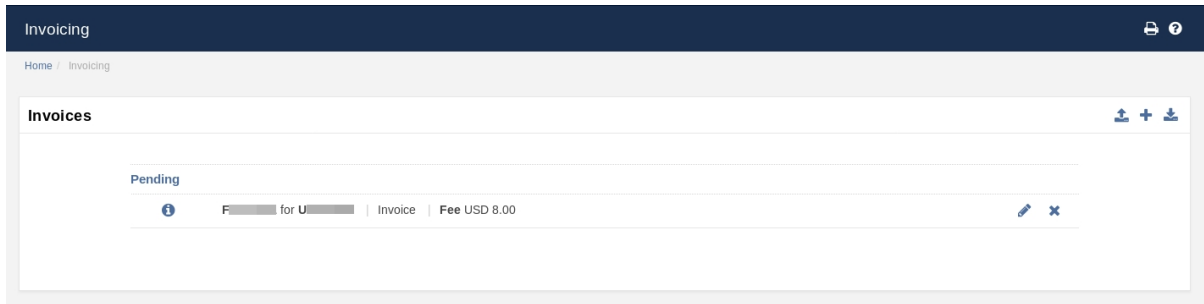 Invoicing
Home / Invoicing
Invoices
Pending
F for U | Invoice | Fee USD 8.00